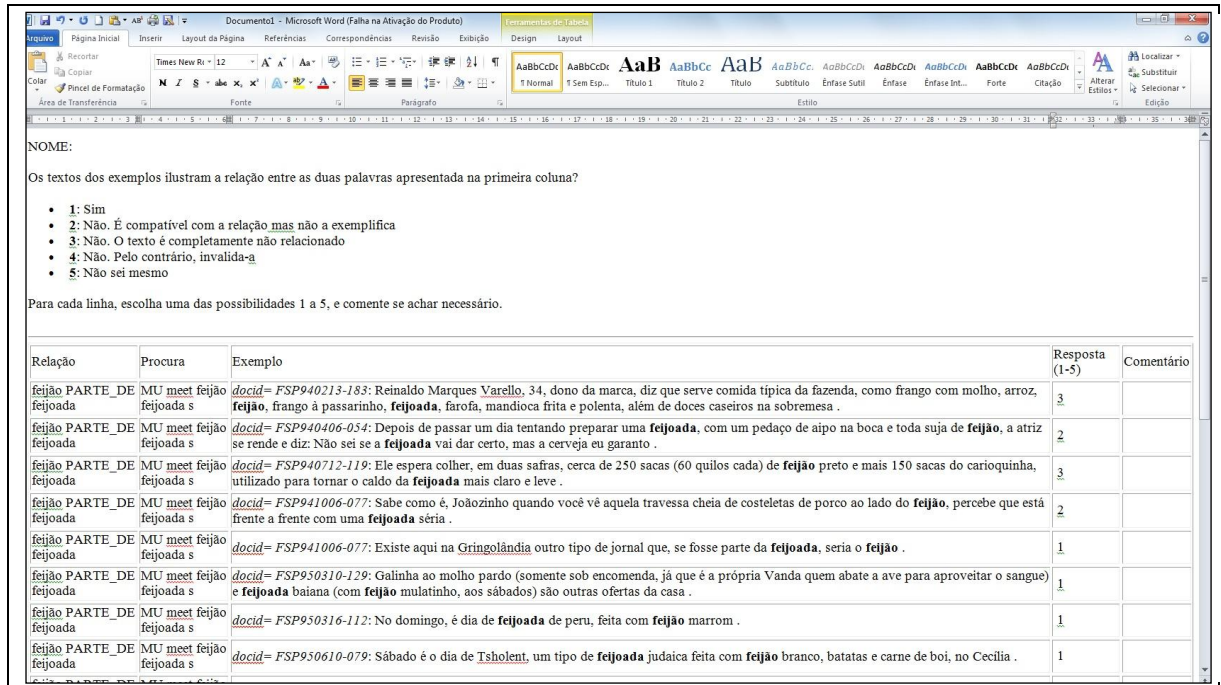 Documento1 - Microsoft Word (Falha na Ativação do Produto)
Ferramentas de Tabela
Arquivo Página Inicial Inserir Layout da Página Referências Correspondências Revisão Exibição Design Layout
Recortar
Copiar
Pincel de Formatação
Colar
Times New Ro 12
N I S abc x, x² A
AaBbCcDc AaBbCcDc AaB AaBbCc AaB AaBbCc. AaBbCcDt AaBbCcDt AaBbCcDt AaBbCcDc AaBbCcDt
¶ Normal ¶ Sem Esp... Título 1 Título 2 Título Subtítulo Ênfase Sutil Ênfase Ênfase Int... Forte Citação
Alterar Estilos
Localizar
Substituir
Selecionar
Área de Transferência Fonte Parágrafo Estilo Edição
NOME:
Os textos dos exemplos ilustram a relação entre as duas palavras apresentada na primeira coluna?
• 1: Sim
• 2: Não. É compatível com a relação mas não a exemplifica
• 3: Não. O texto é completamente não relacionado
• 4: Não. Pelo contrário, invalida-a
• 5: Não sei mesmo
Para cada linha, escolha uma das possibilidades 1 a 5, e comente se achar necessário.
Relação Procura Exemplo Resposta (1-5) Comentário
feijão PARTE_DE MU meet feijão docid= FSP940213-183: Reinaldo Marques Varello, 34, dono da marca, diz que serve comida típica da fazenda, como frango com molho, arroz,
feijoada feijoada s feijão, frango à passarinho, feijoada, farofa, mandioca frita e polenta, além de doces caseiros na sobremesa . 3
feijão PARTE_DE MU meet feijão docid= FSP940406-054: Depois de passar um dia tentando preparar uma feijoada, com um pedaço de aipo na boca e toda suja de feijão, a atriz
feijoada feijoada s se rende e diz: Não sei se a feijoada vai dar certo, mas a cerveja eu garanto . 2
feijão PARTE_DE MU meet feijão docid= FSP940712-119: Ele espera colher, em duas safras, cerca de 250 sacas (60 quilos cada) de feijão preto e mais 150 sacas do carioquinha,
feijoada feijoada s utilizado para tornar o caldo da feijoada mais claro e leve . 3
feijão PARTE_DE MU meet feijão docid= FSP941006-077: Sabe como é, Joãozinho quando você vê aquela travessa cheia de costeletas de porco ao lado do feijão, percebe que está
feijoada feijoada s frente a frente com uma feijoada séria . 2
feijão PARTE_DE MU meet feijão docid= FSP941006-077: Existe aqui na Gringolândia outro tipo de jornal que, se fosse parte da feijoada, seria o feijão . 1
feijoada feijoada s
feijão PARTE_DE MU meet feijão docid= FSP950310-129: Galinha ao molho pardo (somente sob encomenda, já que é a própria Vanda quem abate a ave para aproveitar o sangue)
feijoada feijoada s e feijoada baiana (com feijão mulatinho, aos sábados) são outras ofertas da casa . 1
feijão PARTE_DE MU meet feijão docid= FSP950316-112: No domingo, é dia de feijoada de peru, feita com feijão marrom . 1
feijoada feijoada s
feijão PARTE_DE MU meet feijão docid= FSP950610-079: Sábado é o dia de Tsholent, um tipo de feijoada judaica feita com feijão branco, batatas e carne de boi, no Cecília . 1
feijoada feijoada s